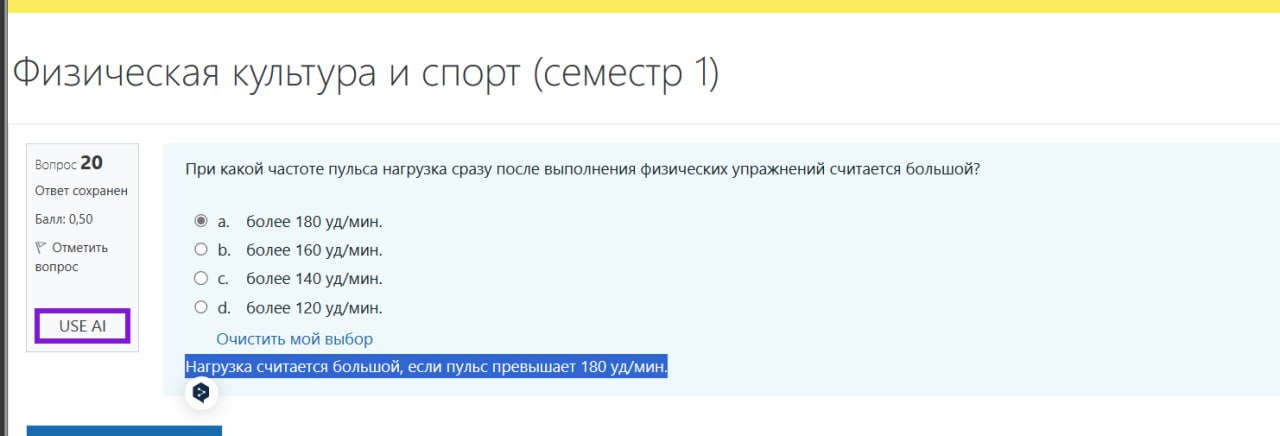 Физическая культура и спорт (семестр 1)
Вопрос 20
Ответ сохранен
Балл: 0,50
Отметить
вопрос
USE AI
При какой частоте пульса нагрузка сразу после выполнения физических упражнений считается большой?
a. более 180 уд/мин.
b. более 160 уд/мин.
c. более 140 уд/мин.
d. более 120 уд/мин.
Очистить мой выбор
Нагрузка считается большой, если пульс превышает 180 уд/мин.